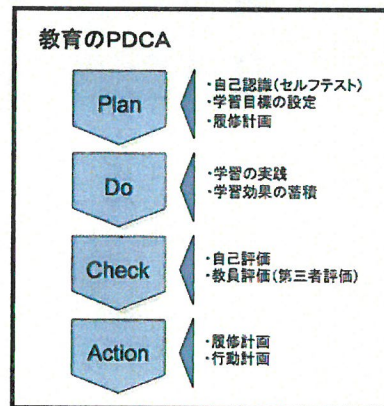 教育のPDCA
Plan
・自己認識(セルフテスト)
・学習目標の設定
・履修計画
Do
・学習の実践
・学習効果の蓄積
Check
・自己評価
・教員評価(第三者評価)
Action
・履修計画
・行動計画